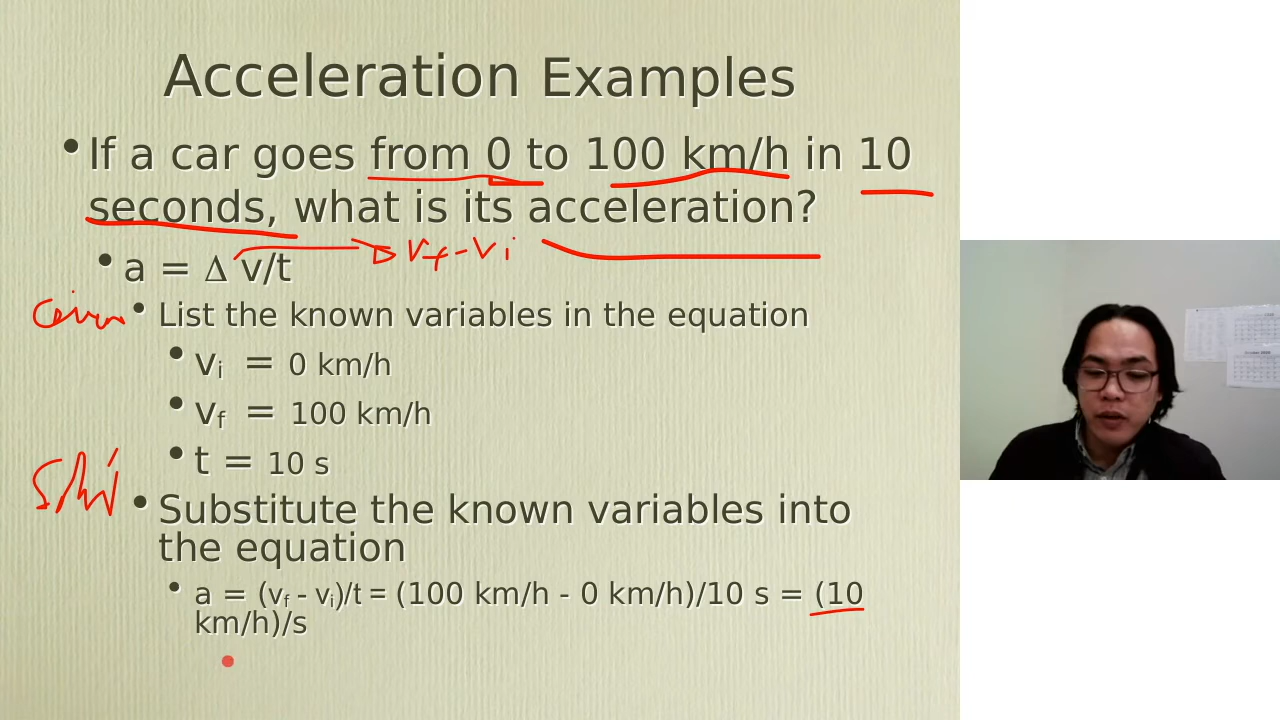 Acceleration Examples
• If a car goes from 0 to 100 km/h in 10
seconds, what is its acceleration?
• a = Δ v/t
Vf - Vi
Given
• List the known variables in the equation
• vi = 0 km/h
• vf = 100 km/h
• t = 10 s
• Substitute the known variables into
the equation
• a = (vf - vi)/t = (100 km/h - 0 km/h)/10 s = (10
km/h)/s